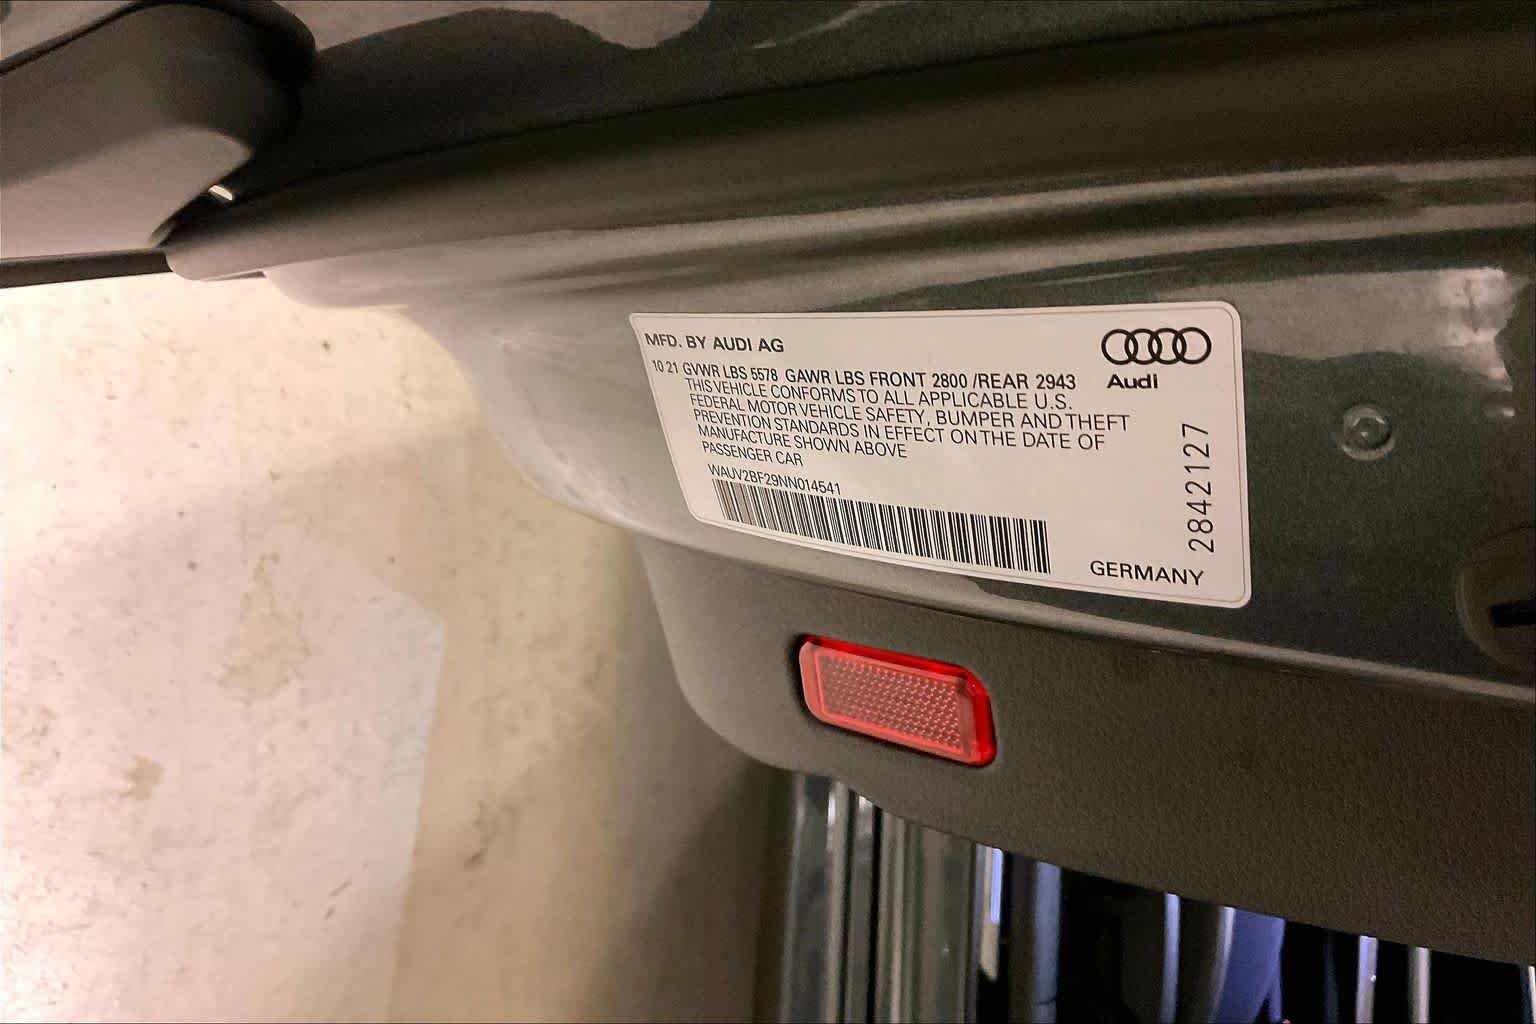 MFD. BY AUDI AG
Audi
10 21 GVWR LBS 5578 GAWR LBS FRONT 2800 /REAR 2943
THIS VEHICLE CONFORMS TO ALL APPLICABLE U.S.
FEDERAL MOTOR VEHICLE SAFETY, BUMPER AND THEFT
PREVENTION STANDARDS IN EFFECT ON THE DATE OF
MANUFACTURE SHOWN ABOVE
PASSENGER CAR
WAUV2BF29NN014541
GERMANY
2842127